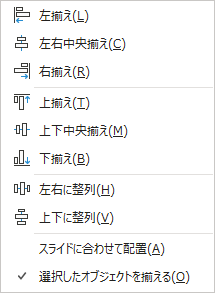 左揃え(L)
左右中央揃え(C)
右揃え(R)
上揃え(T)
上下中央揃え(M)
下揃え(B)
左右に整列(H)
上下に整列(V)
スライドに合わせて配置(A)
選択したオブジェクトを揃える(O)